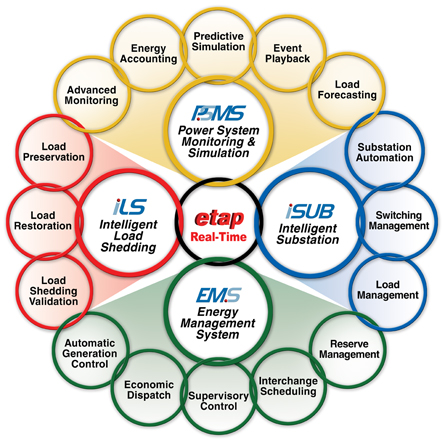 Predictive
Simulation
Energy
Accounting
Event
Playback
Advanced
Monitoring
Load
Forecasting
PSMS
Power System
Monitoring &
Simulation
Load
Preservation
Substation
Automation
Load
Restoration
iLS
Intelligent
Load
Shedding
etap
Real-Time
iSUB
Intelligent
Substation
Switching
Management
Load
Shedding
Validation
Load
Management
EMS
Energy
Management
System
Automatic
Generation
Control
Reserve
Management
Economic
Dispatch
Supervisory
Control
Interchange
Scheduling